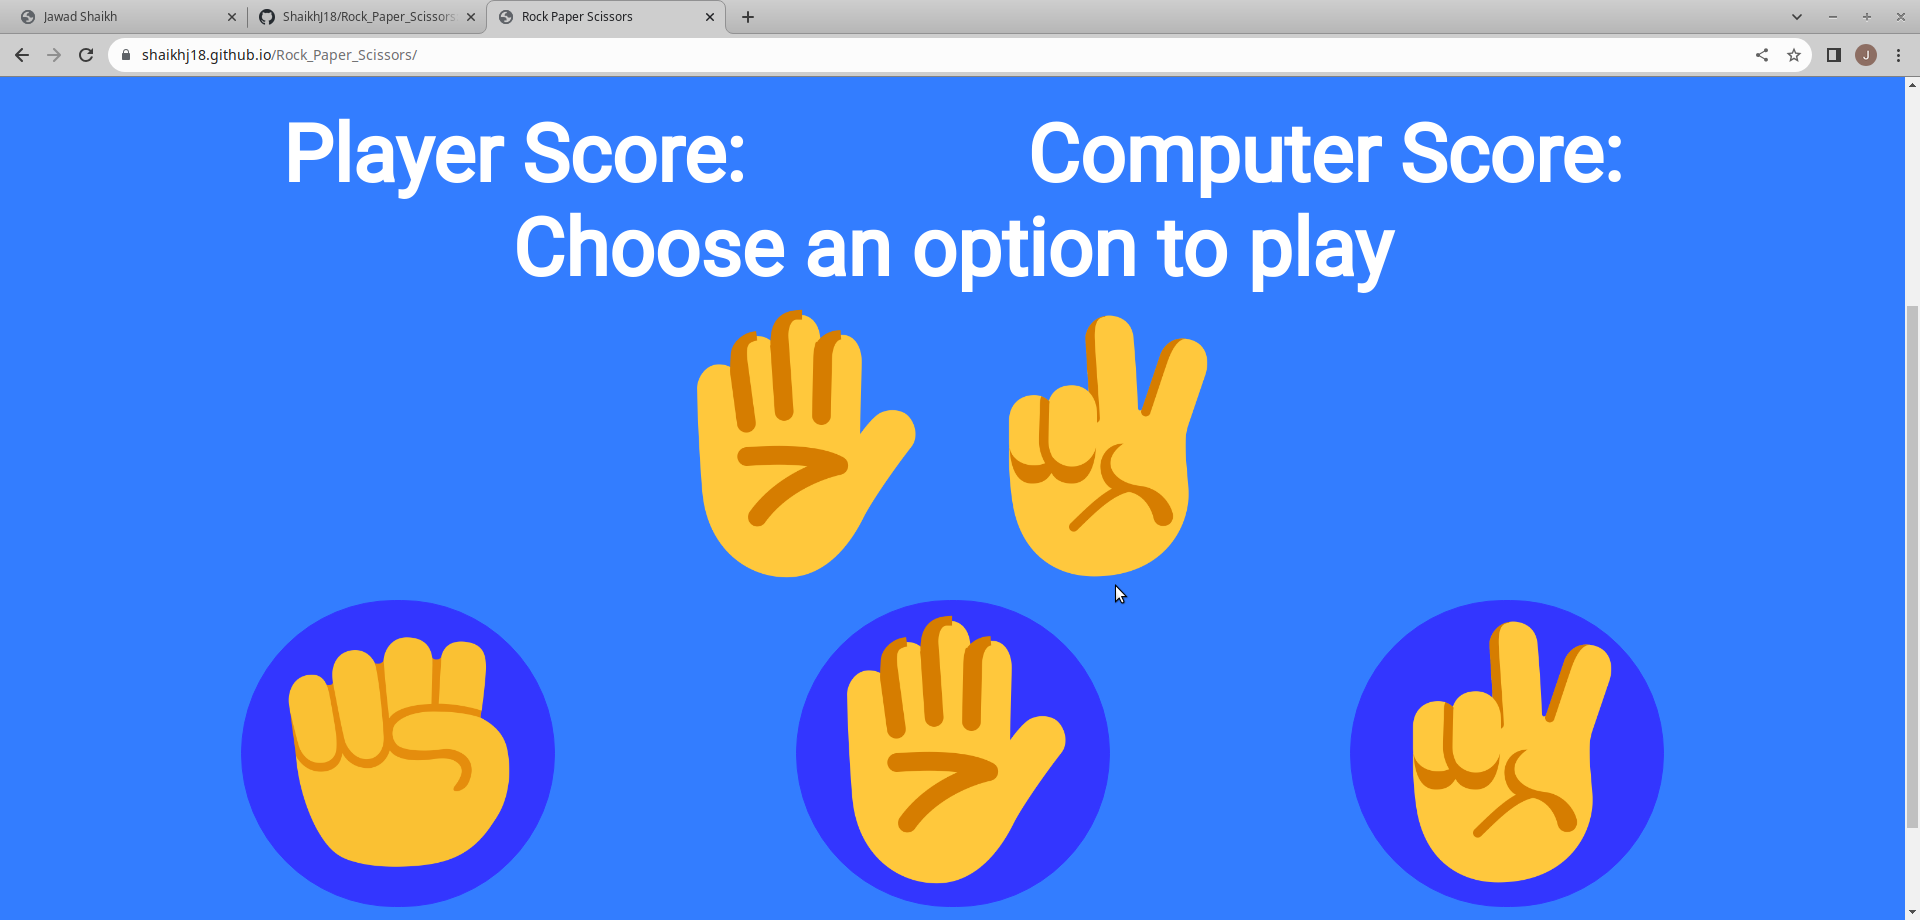 Jawad Shaikh
ShaikhJ18/Rock_Paper_Scissors
Rock Paper Scissors
shaikhj18.github.io/Rock_Paper_Scissors/
J
Player Score: Computer Score:
Choose an option to play